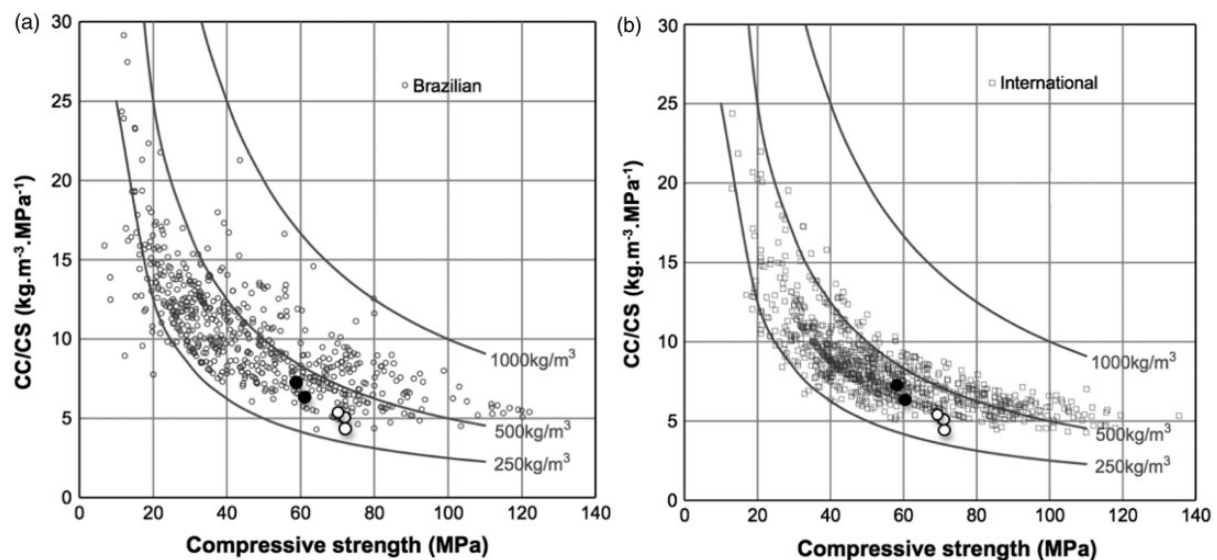 (a)
30
25
20
15
10
5
0
CC/CS (kg.m-3.MPa-1)
Brazilian
1000kg/m3
500kg/m3
250kg/m3
0 20 40 60 80 100 120 140
Compressive strength (MPa)
(b)
30
25
20
15
10
5
0
CC/CS (kg.m-3.MPa-1)
International
1000kg/m3
500kg/m3
250kg/m3
0 20 40 60 80 100 120 140
Compressive strength (MPa)